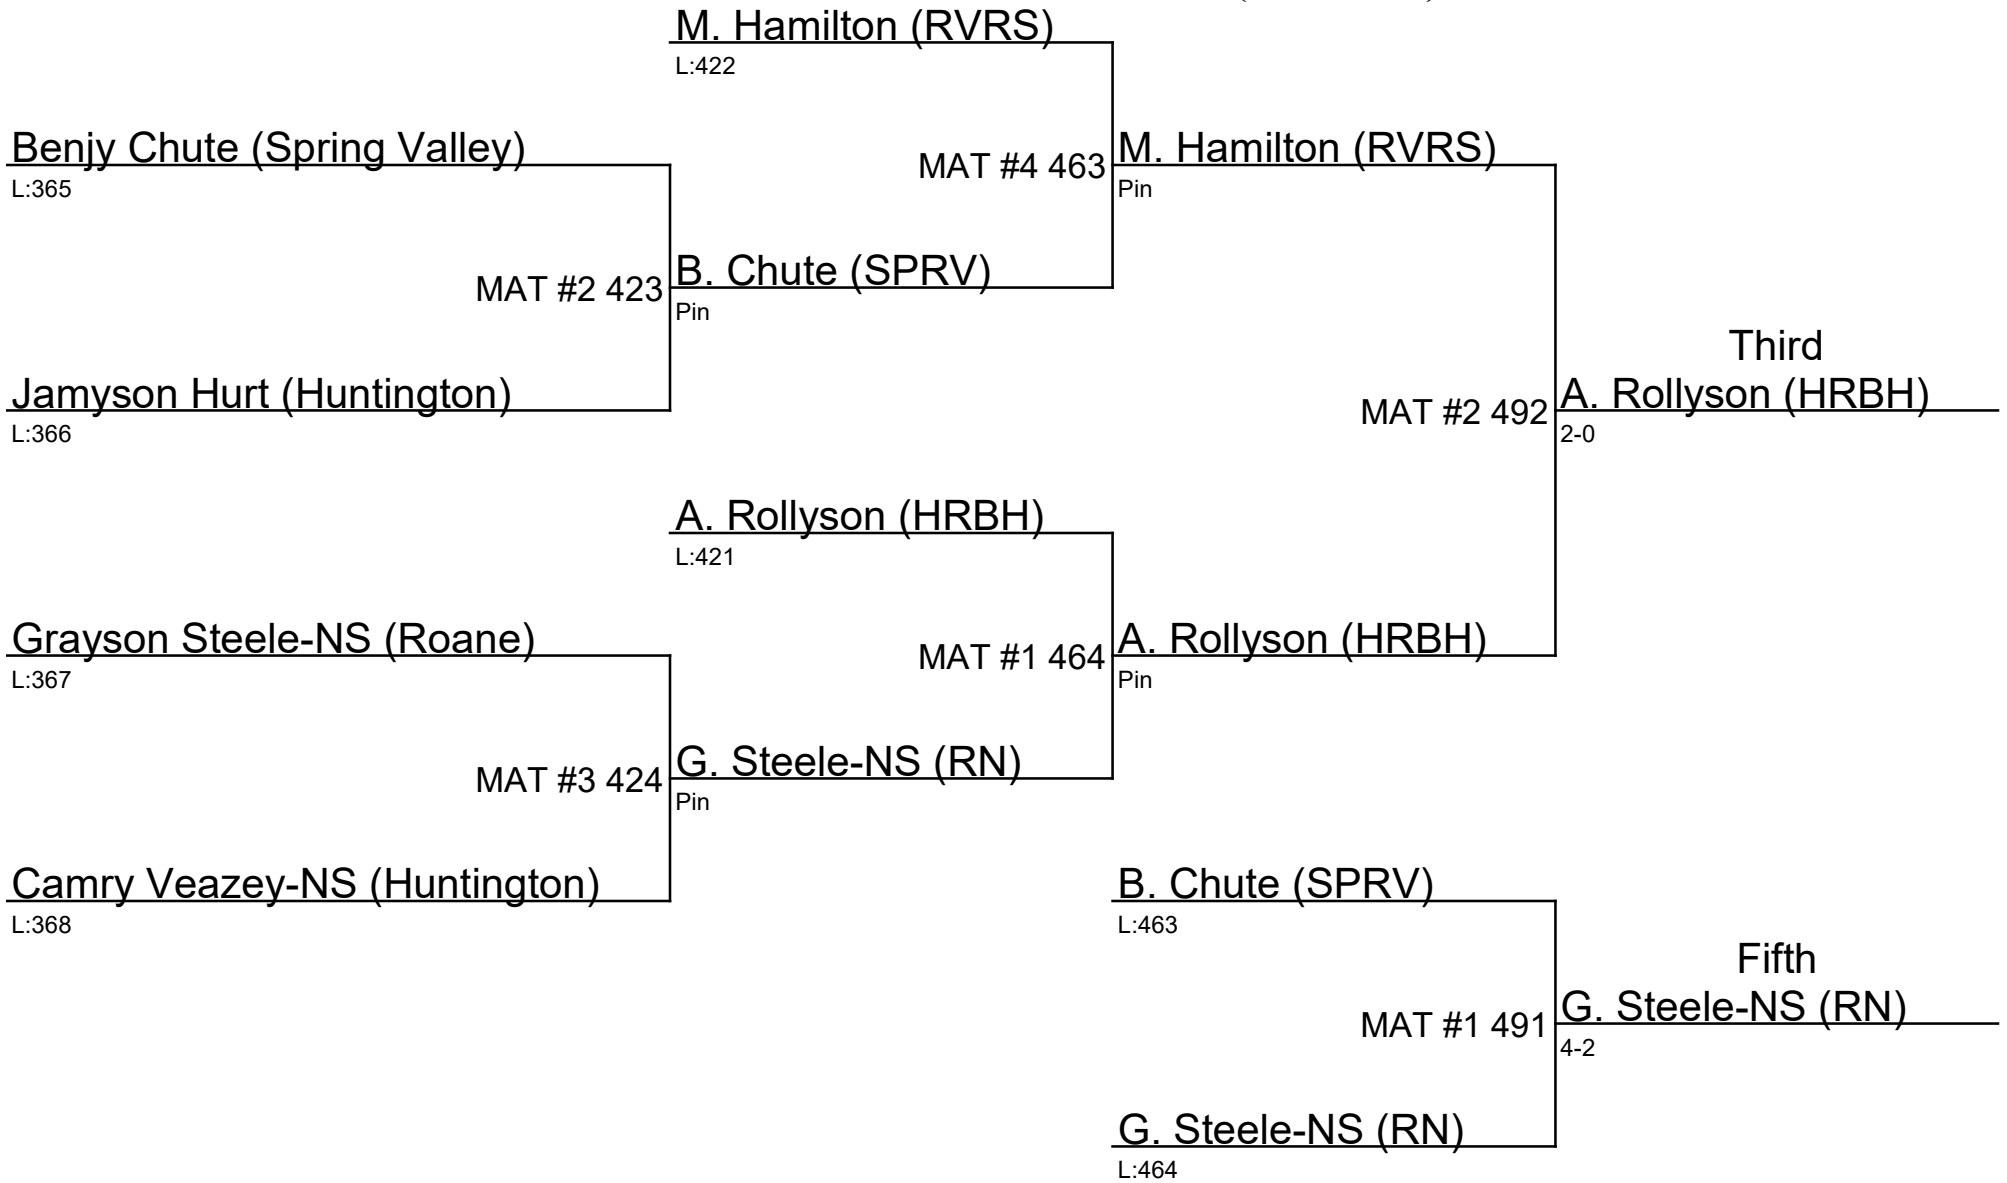 M. Hamilton (RVRS)
L:422
Benjy Chute (Spring Valley)
L:365
MAT #4 463
M. Hamilton (RVRS)
Pin
MAT #2 423
B. Chute (SPRV)
Pin
Jamyson Hurt (Huntington)
L:366
Third
MAT #2 492
A. Rollyson (HRBH)
2-0
A. Rollyson (HRBH)
L:421
Grayson Steele-NS (Roane)
L:367
MAT #1 464
A. Rollyson (HRBH)
Pin
MAT #3 424
G. Steele-NS (RN)
Pin
Camry Veazey-NS (Huntington)
L:368
B. Chute (SPRV)
L:463
Fifth
MAT #1 491
G. Steele-NS (RN)
4-2
G. Steele-NS (RN)
L:464